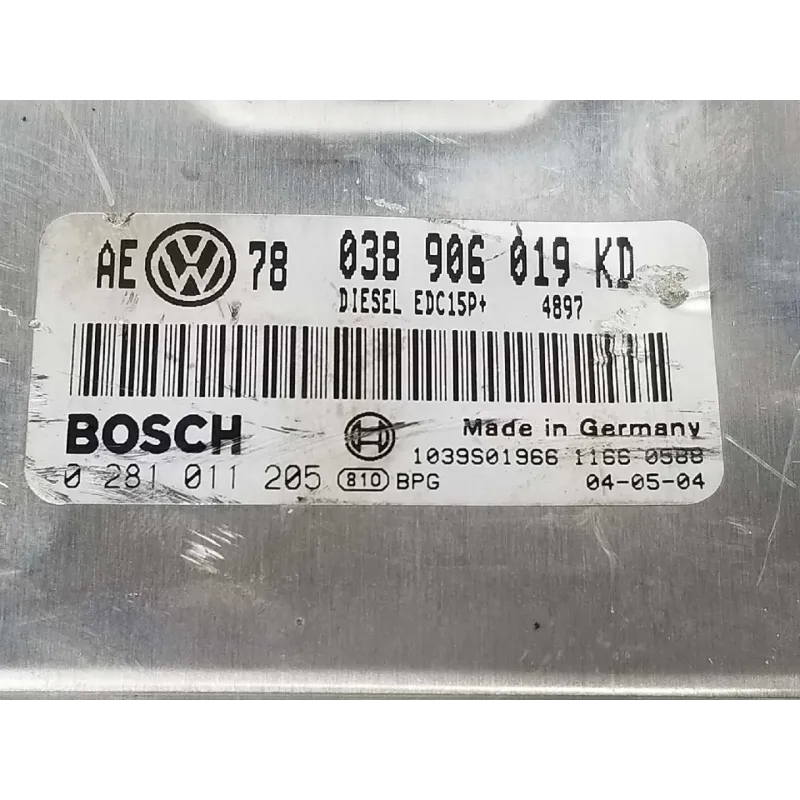 AE VW 78 038 906 019 KD
DIESEL EDC15P+ 4897
BOSCH Made in Germany
1039S01966 1166 0588
0 281 011 205 810 BPG 04-05-04